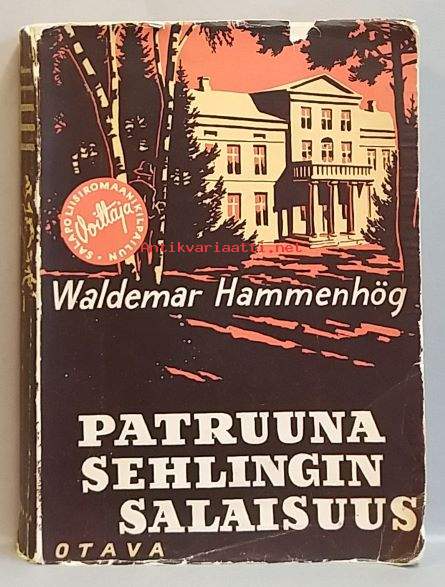 SALAPOLIISIROMAANIKILPAILUN
Voittaja
Antikvariaatti.net
Waldemar Hammenhög
PATRUUNA
SEHLINGIN
SALAISUUS
OTAVA